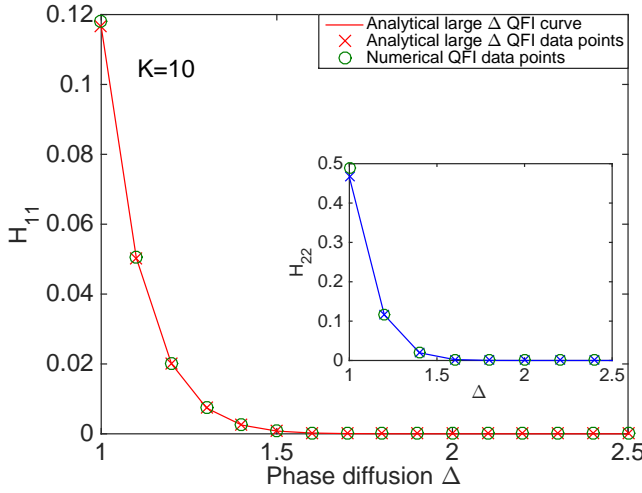 Analytical large Δ QFI curve
Analytical large Δ QFI data points
Numerical QFI data points
K=10
H11
0.12
0.1
0.08
0.06
0.04
0.02
0
1
1.5
2
2.5
Phase diffusion Δ
H22
0.5
0.4
0.3
0.2
0.1
0
1
1.5
2
2.5
Δ